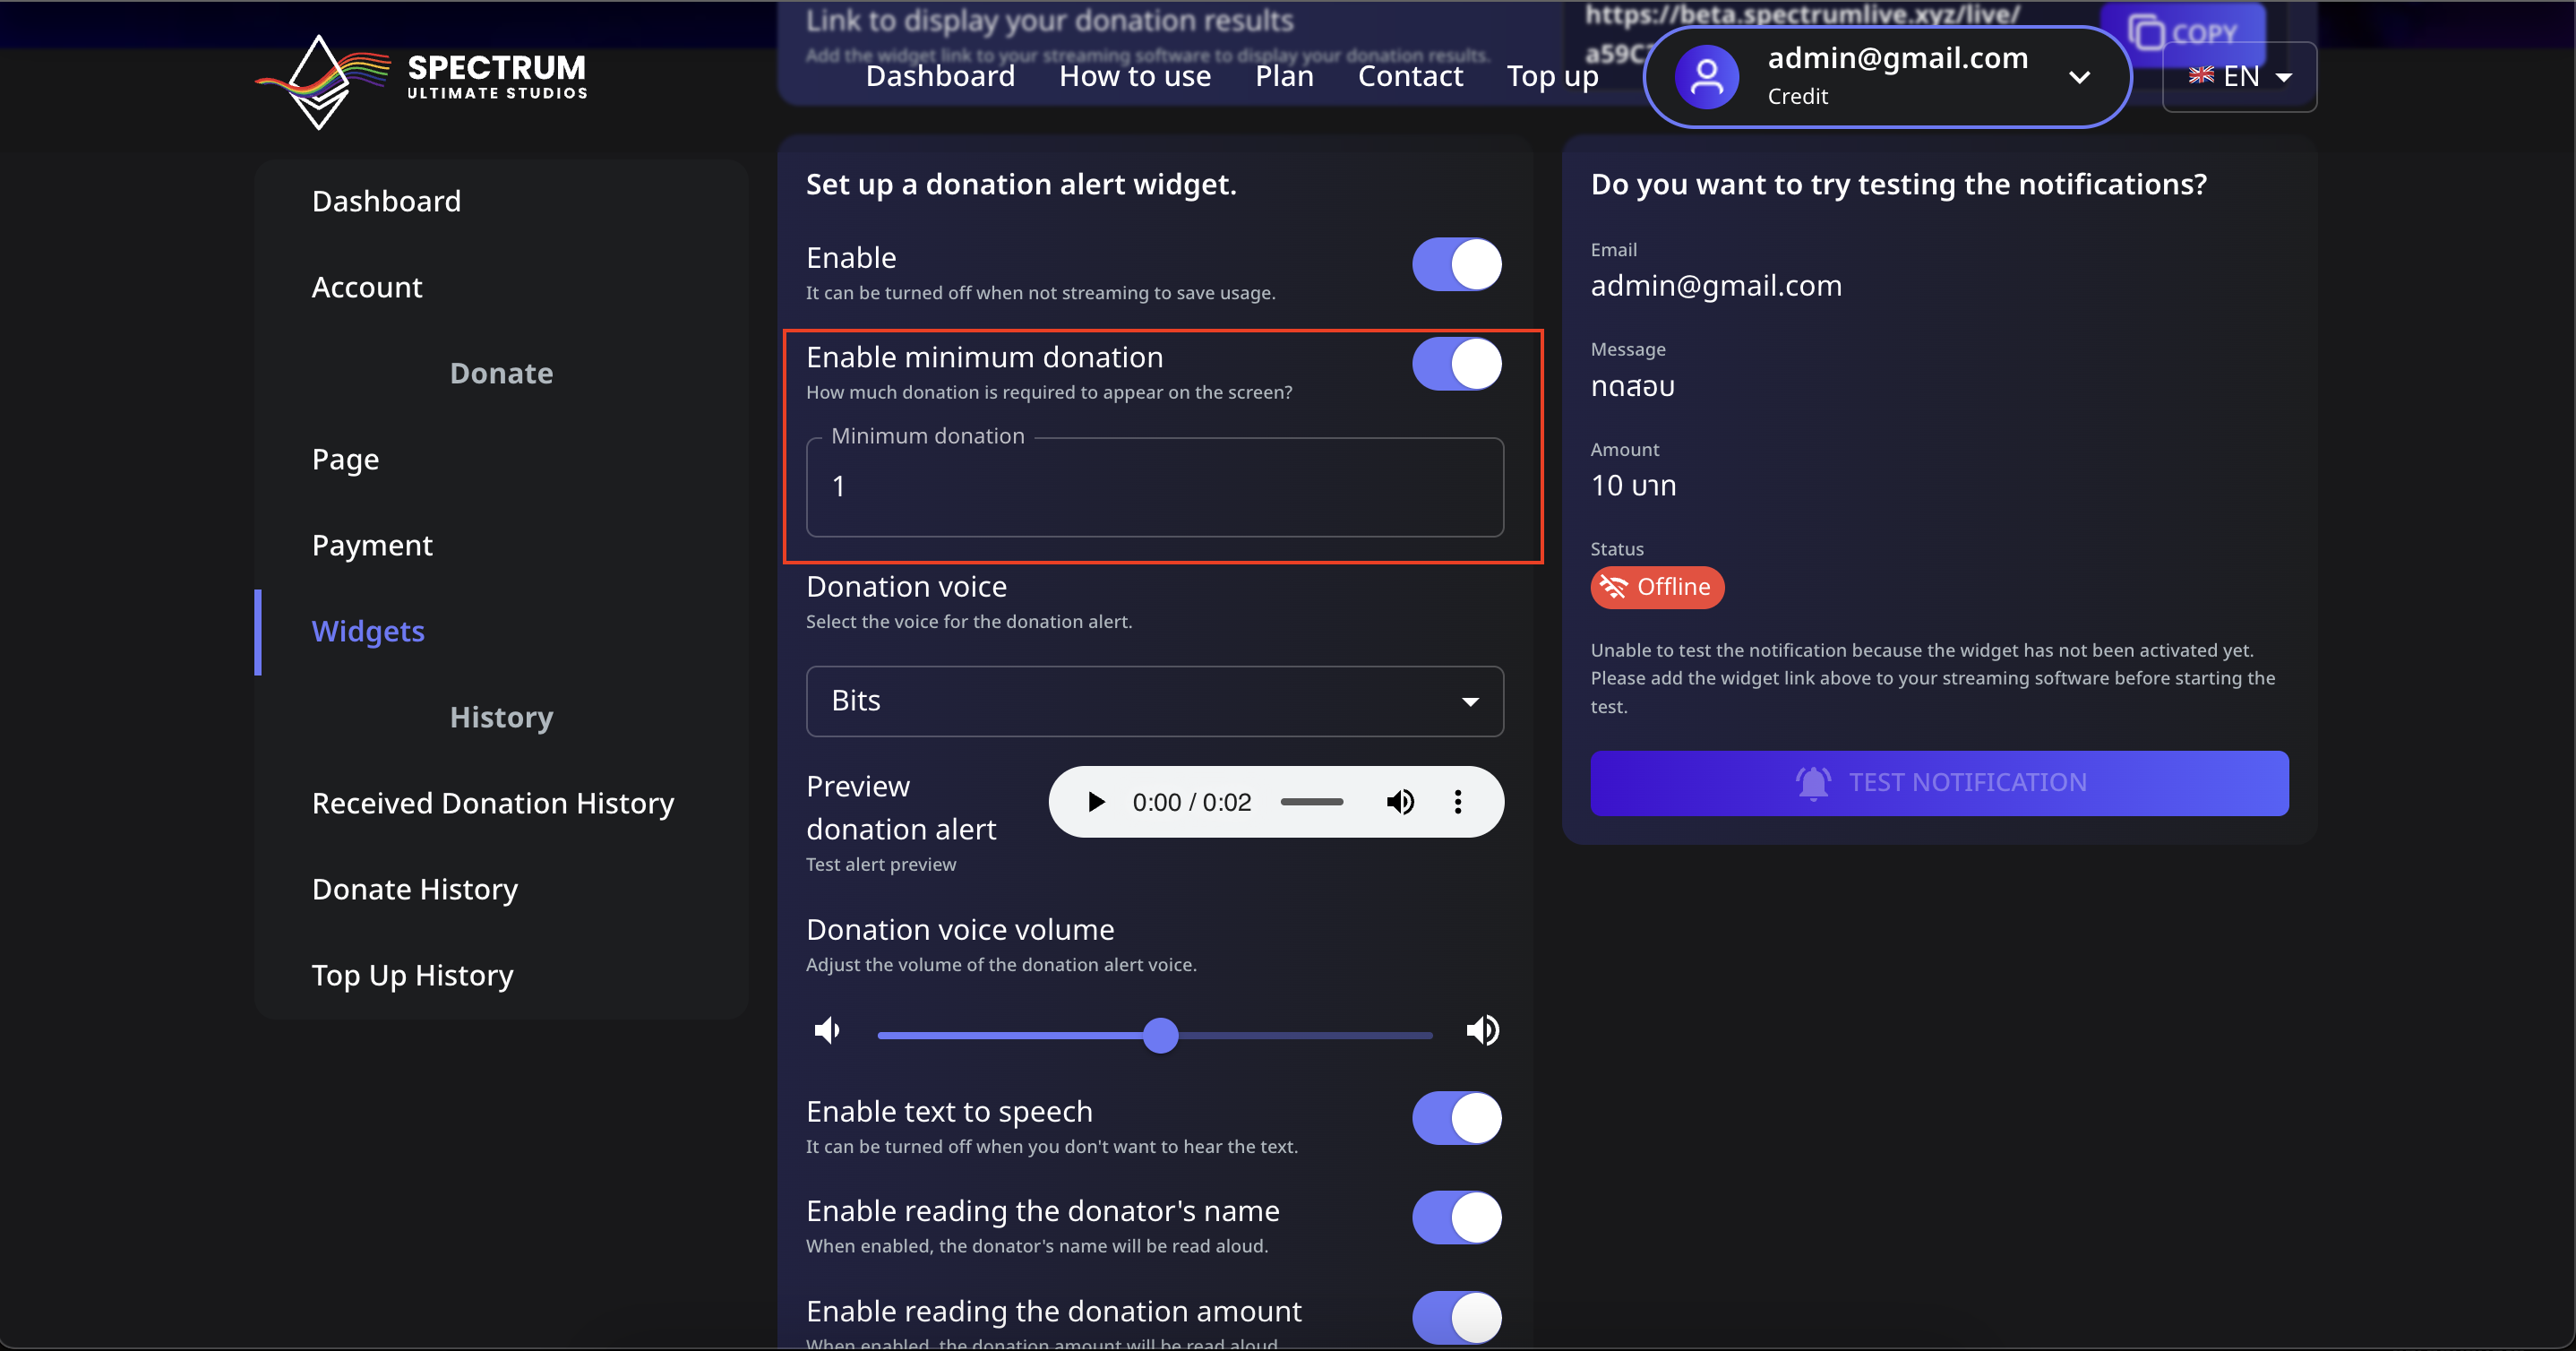 Link to display your donation results
Add the widget link to your streaming software to display your donation results.
https://beta.spectrumlive.xyz/live/
COPY
SPECTRUM
ULTIMATE STUDIOS
Dashboard
How to use
Plan
Contact
Top up
admin@gmail.com
Credit
EN
Dashboard
Account
Donate
Page
Payment
Widgets
History
Received Donation History
Donate History
Top Up History
Set up a donation alert widget.
Enable
It can be turned off when not streaming to save usage.
Enable minimum donation
How much donation is required to appear on the screen?
Minimum donation
1
Donation voice
Select the voice for the donation alert.
Bits
Preview
donation alert
Test alert preview
0:00 / 0:02
Donation voice volume
Adjust the volume of the donation alert voice.
Enable text to speech
It can be turned off when you don't want to hear the text.
Enable reading the donator's name
When enabled, the donator's name will be read aloud.
Enable reading the donation amount
When enabled, the donation amount will be read aloud
Do you want to try testing the notifications?
Email
admin@gmail.com
Message
ทดสอบ
Amount
10 บาท
Status
Offline
Unable to test the notification because the widget has not been activated yet.
Please add the widget link above to your streaming software before starting the
test.
TEST NOTIFICATION